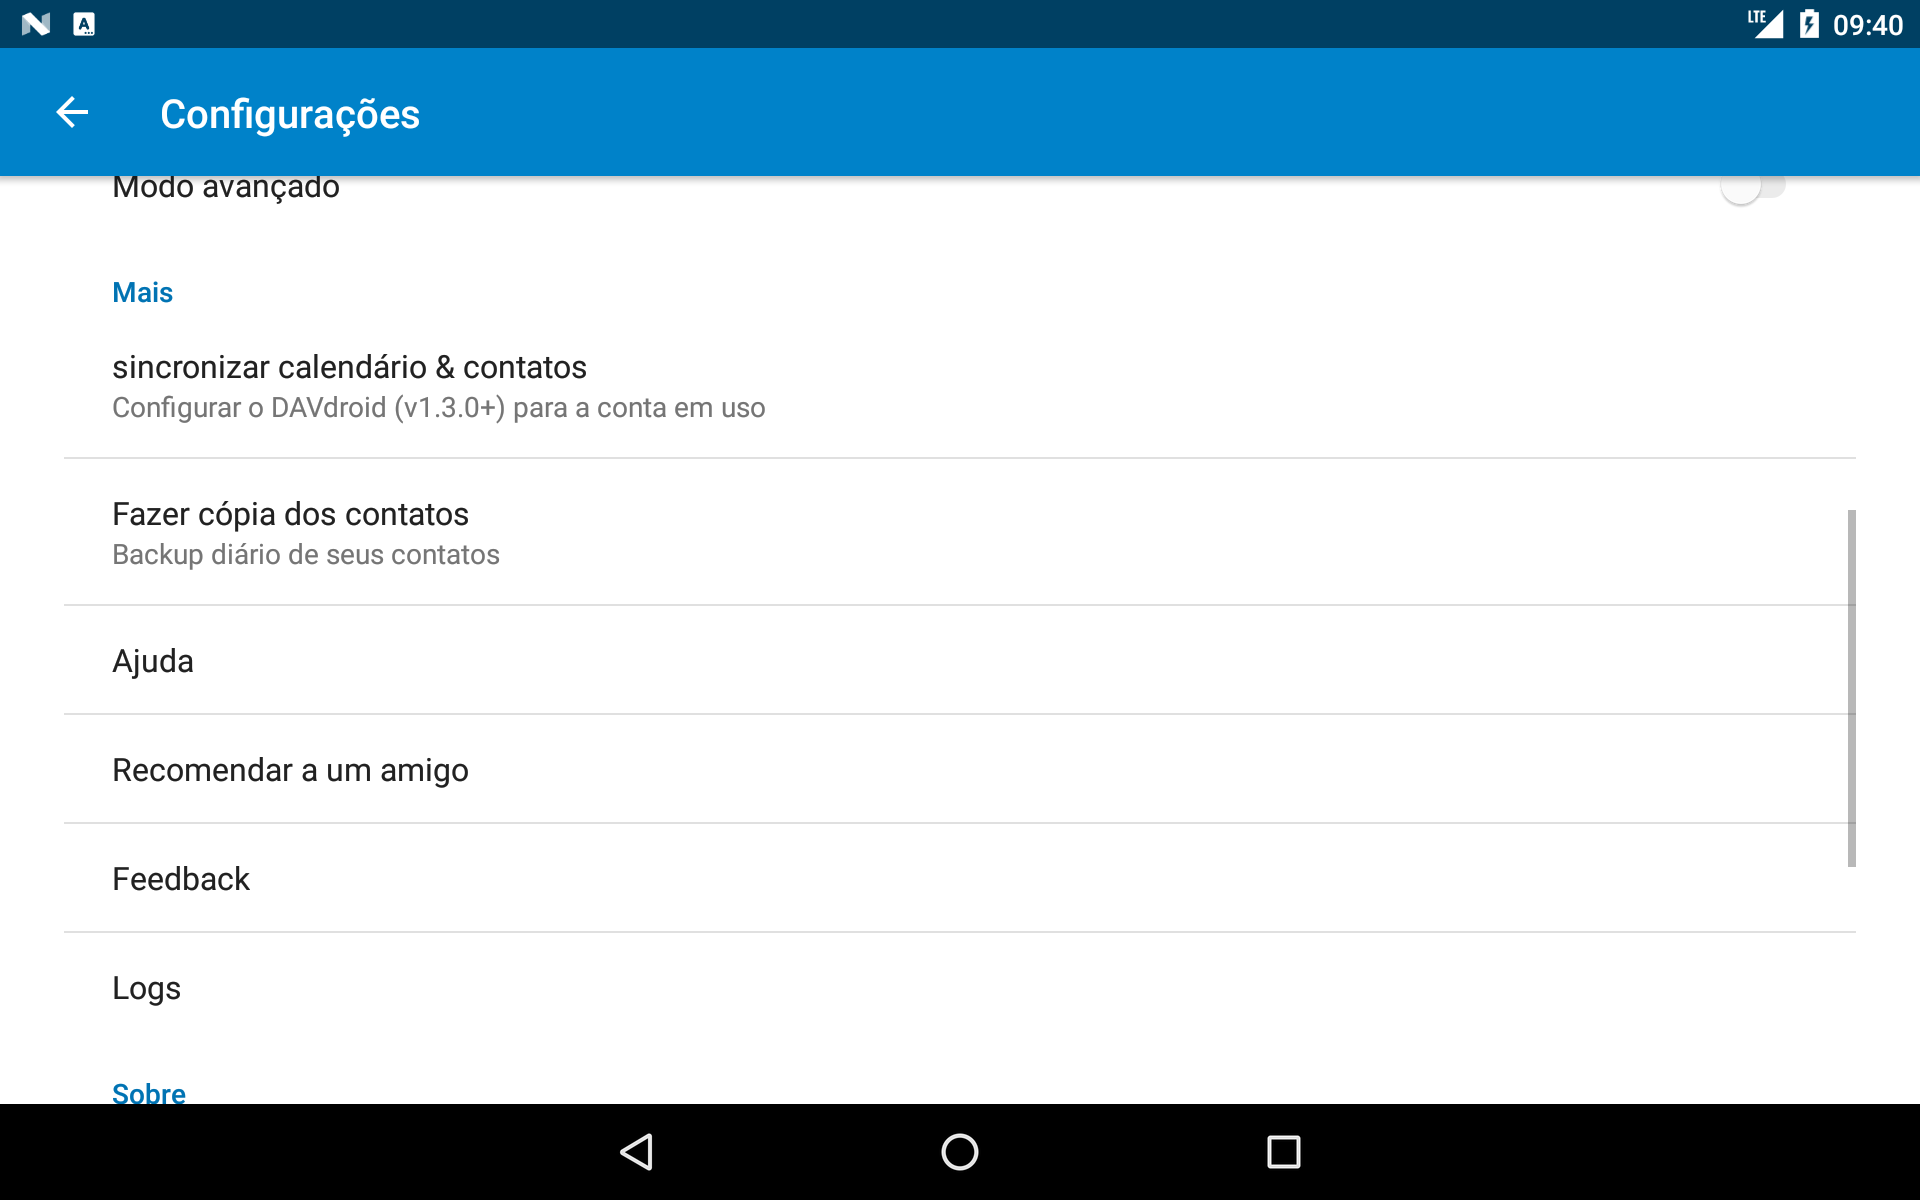 LTE 09:40
Configurações
Modo avançado
Mais
sincronizar calendário & contatos
Configurar o DAVdroid (v1.3.0+) para a conta em uso
Fazer cópia dos contatos
Backup diário de seus contatos
Ajuda
Recomendar a um amigo
Feedback
Logs
Sobre